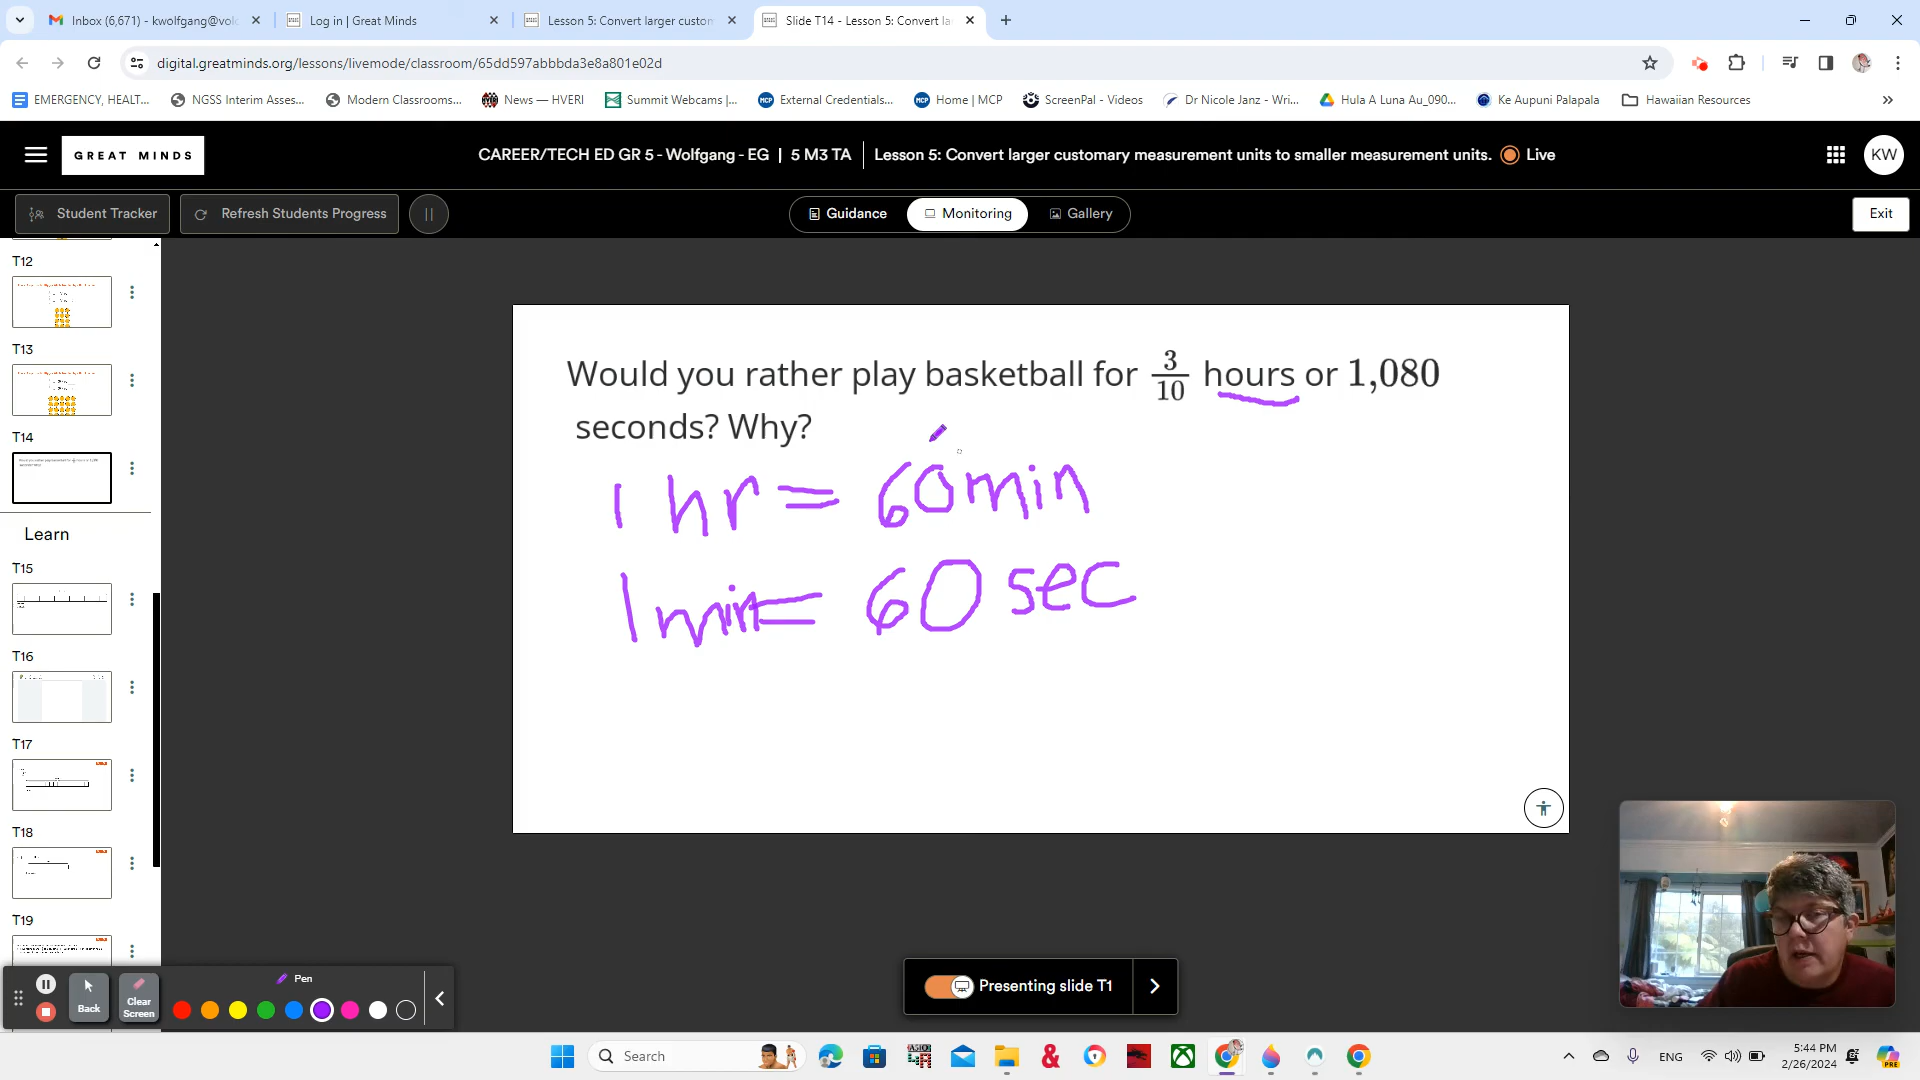 Inbox (6,671) - kwolfgang@volc
Log in | Great Minds
Lesson 5: Convert larger custom
Slide T14 - Lesson 5: Convert la
digital.greatminds.org/lessons/livemode/classroom/65dd597abbbda3e8a801e02d
EMERGENCY, HEALT...
NGSS Interim Asses...
Modern Classrooms...
News — HVERI
Summit Webcams |...
External Credentials...
Home | MCP
ScreenPal - Videos
Dr Nicole Janz - Wri...
Hula A Luna Au_090...
Ke Aupuni Palapala
Hawaiian Resources
GREAT MINDS
CAREER/TECH ED GR 5 - Wolfgang - EG | 5 M3 TA
Lesson 5: Convert larger customary measurement units to smaller measurement units.
Live
KW
Student Tracker
Refresh Students Progress
Guidance
Monitoring
Gallery
Exit
T12
T13
T14
Learn
T15
T16
T17
T18
T19
Would you rather play basketball for 3/10 hours or 1,080
seconds? Why?
1 hr = 60 min
1 min = 60 sec
Pen
Back
Clear Screen
Presenting slide T1
Search
ENG
5:44 PM
2/26/2024